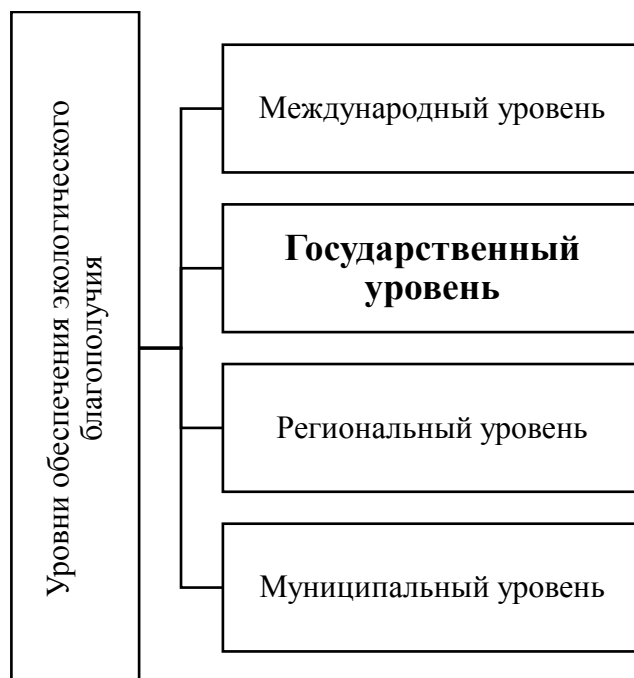 Уровни обеспечения экологического
благополучия
Международный уровень
Государственный
уровень
Региональный уровень
Муниципальный уровень